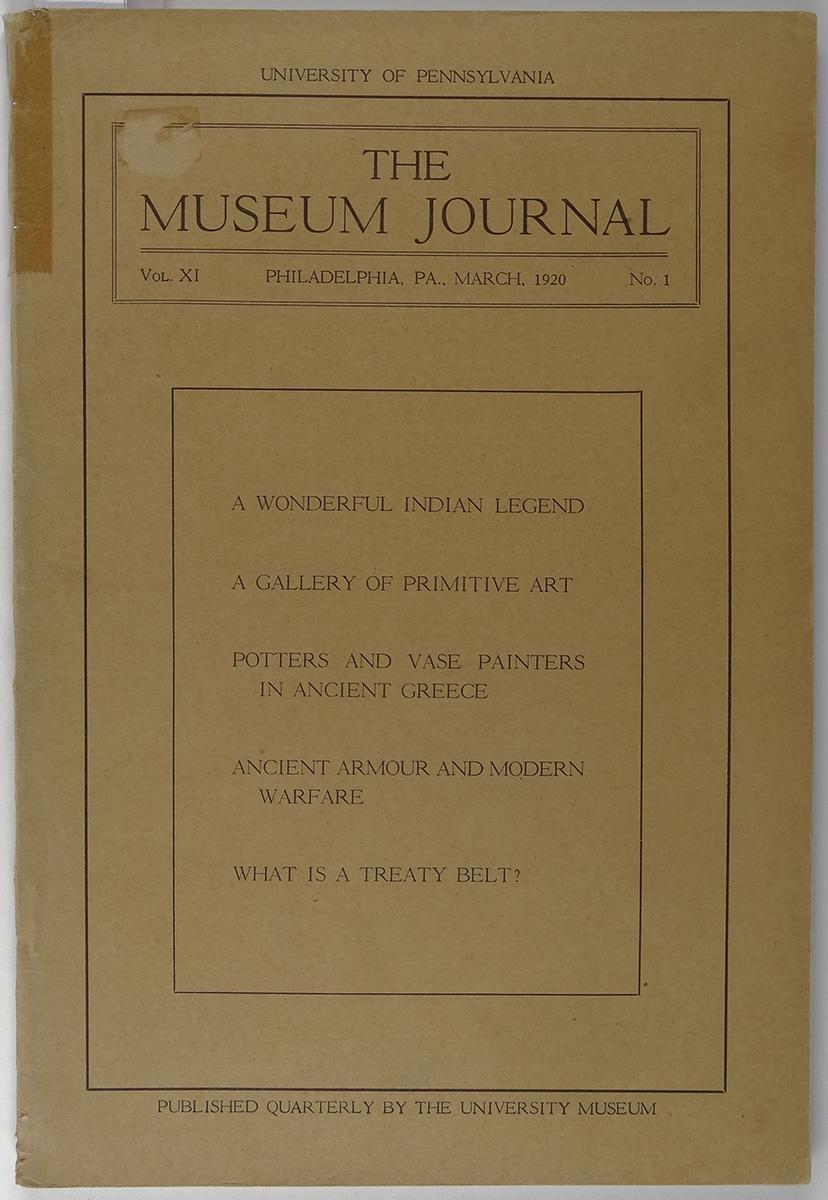 UNIVERSITY OF PENNSYLVANIA
THE
MUSEUM JOURNAL
VOL. XI PHILADELPHIA, PA., MARCH, 1920 No. 1
A WONDERFUL INDIAN LEGEND
A GALLERY OF PRIMITIVE ART
POTTERS AND VASE PAINTERS
IN ANCIENT GREECE
ANCIENT ARMOUR AND MODERN
WARFARE
WHAT IS A TREATY BELT?
PUBLISHED QUARTERLY BY THE UNIVERSITY MUSEUM